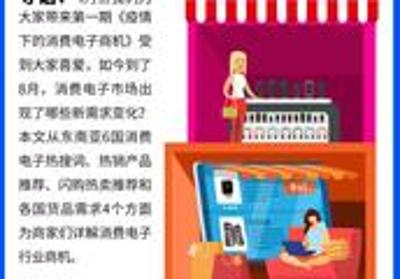 大家带来第一期《疫情
下的消费电子商机》受
到大家喜爱。如今到了
8月，消费电子市场出
现了哪些新需求变化？
本文从东南亚6国消费
电子热搜词、热销产品
推荐、闪购热卖推荐和
各国货品需求4个方面
为商家们详解消费电子
行业商机。